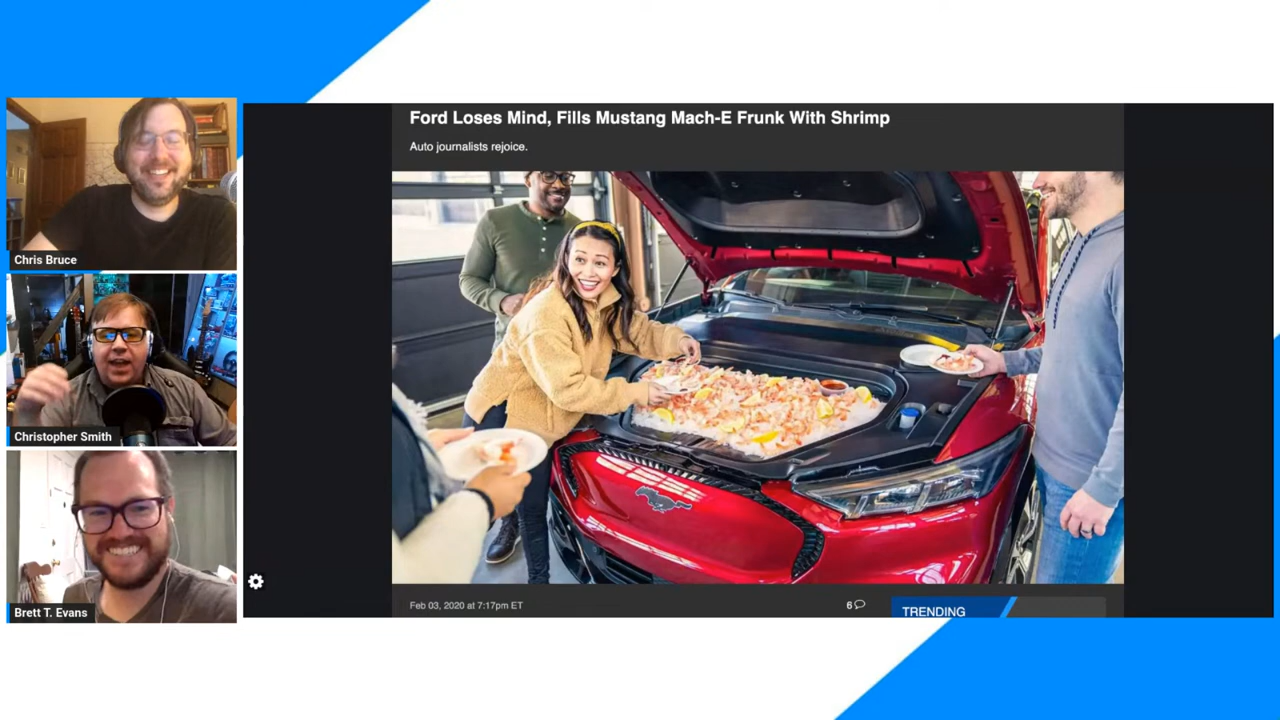 Ford Loses Mind, Fills Mustang Mach-E Frunk With Shrimp
Auto journalists rejoice.
Chris Bruce
Christopher Smith
Brett T. Evans
Feb 03, 2020 at 7:17pm ET
6
TRENDING